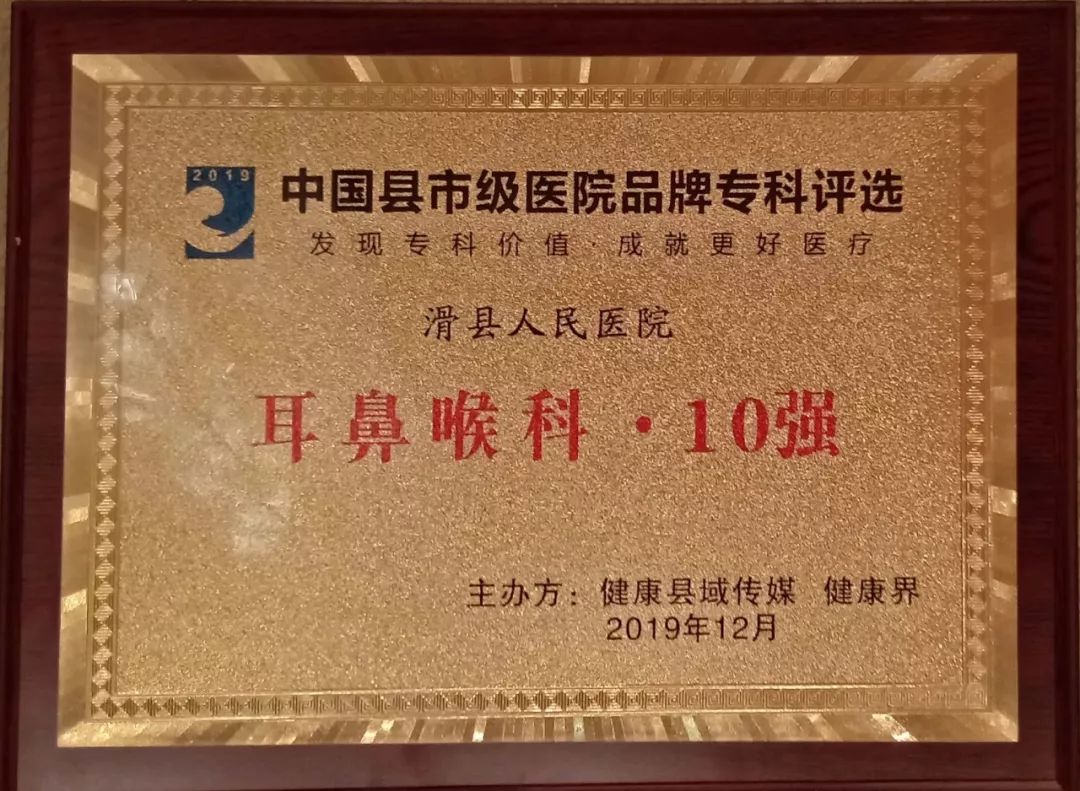 2019
中国县市级医院品牌专科评选
发现专科价值·成就更好医疗
滑县人民医院
耳鼻喉科·10强
主办方：健康县域传媒 健康界
2019年12月